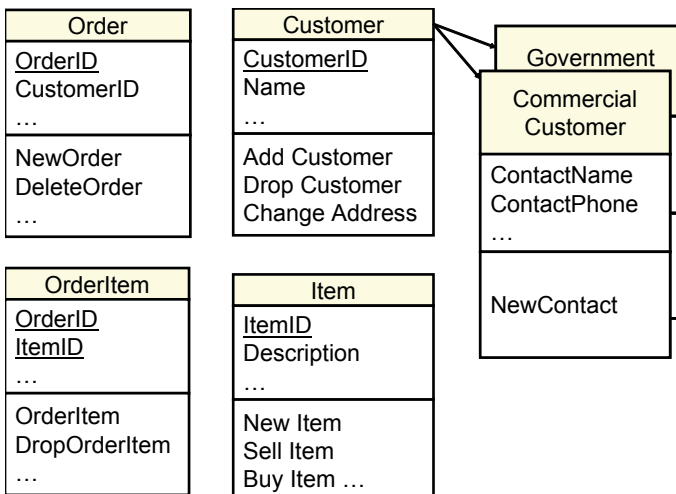 Order
OrderID
CustomerID
…
NewOrder
DeleteOrder
…
Customer
CustomerID
Name
…
Add Customer
Drop Customer
Change Address
Government
Commercial
Customer
ContactName
ContactPhone
…
NewContact
OrderItem
OrderID
ItemID
…
OrderItem
DropOrderItem
…
Item
ItemID
Description
…
New Item
Sell Item
Buy Item …